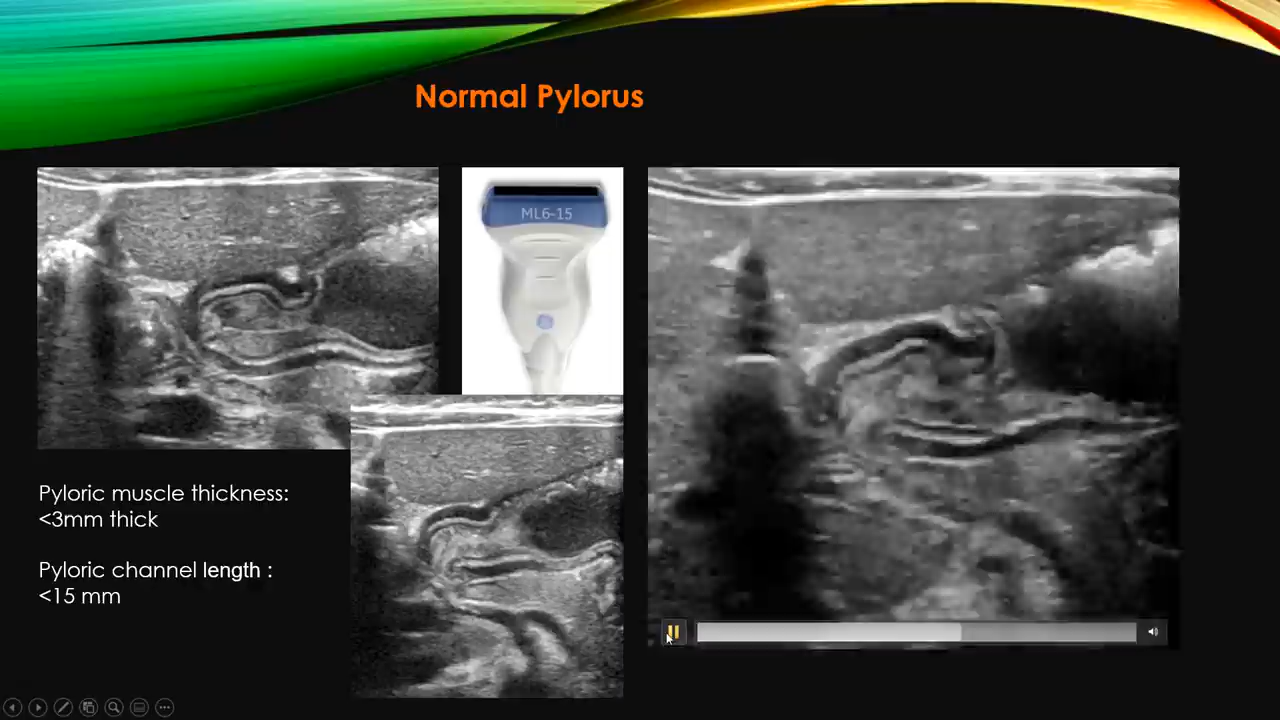 Normal Pylorus
ML6-15
Pyloric muscle thickness:
<3mm thick
Pyloric channel length :
<15 mm